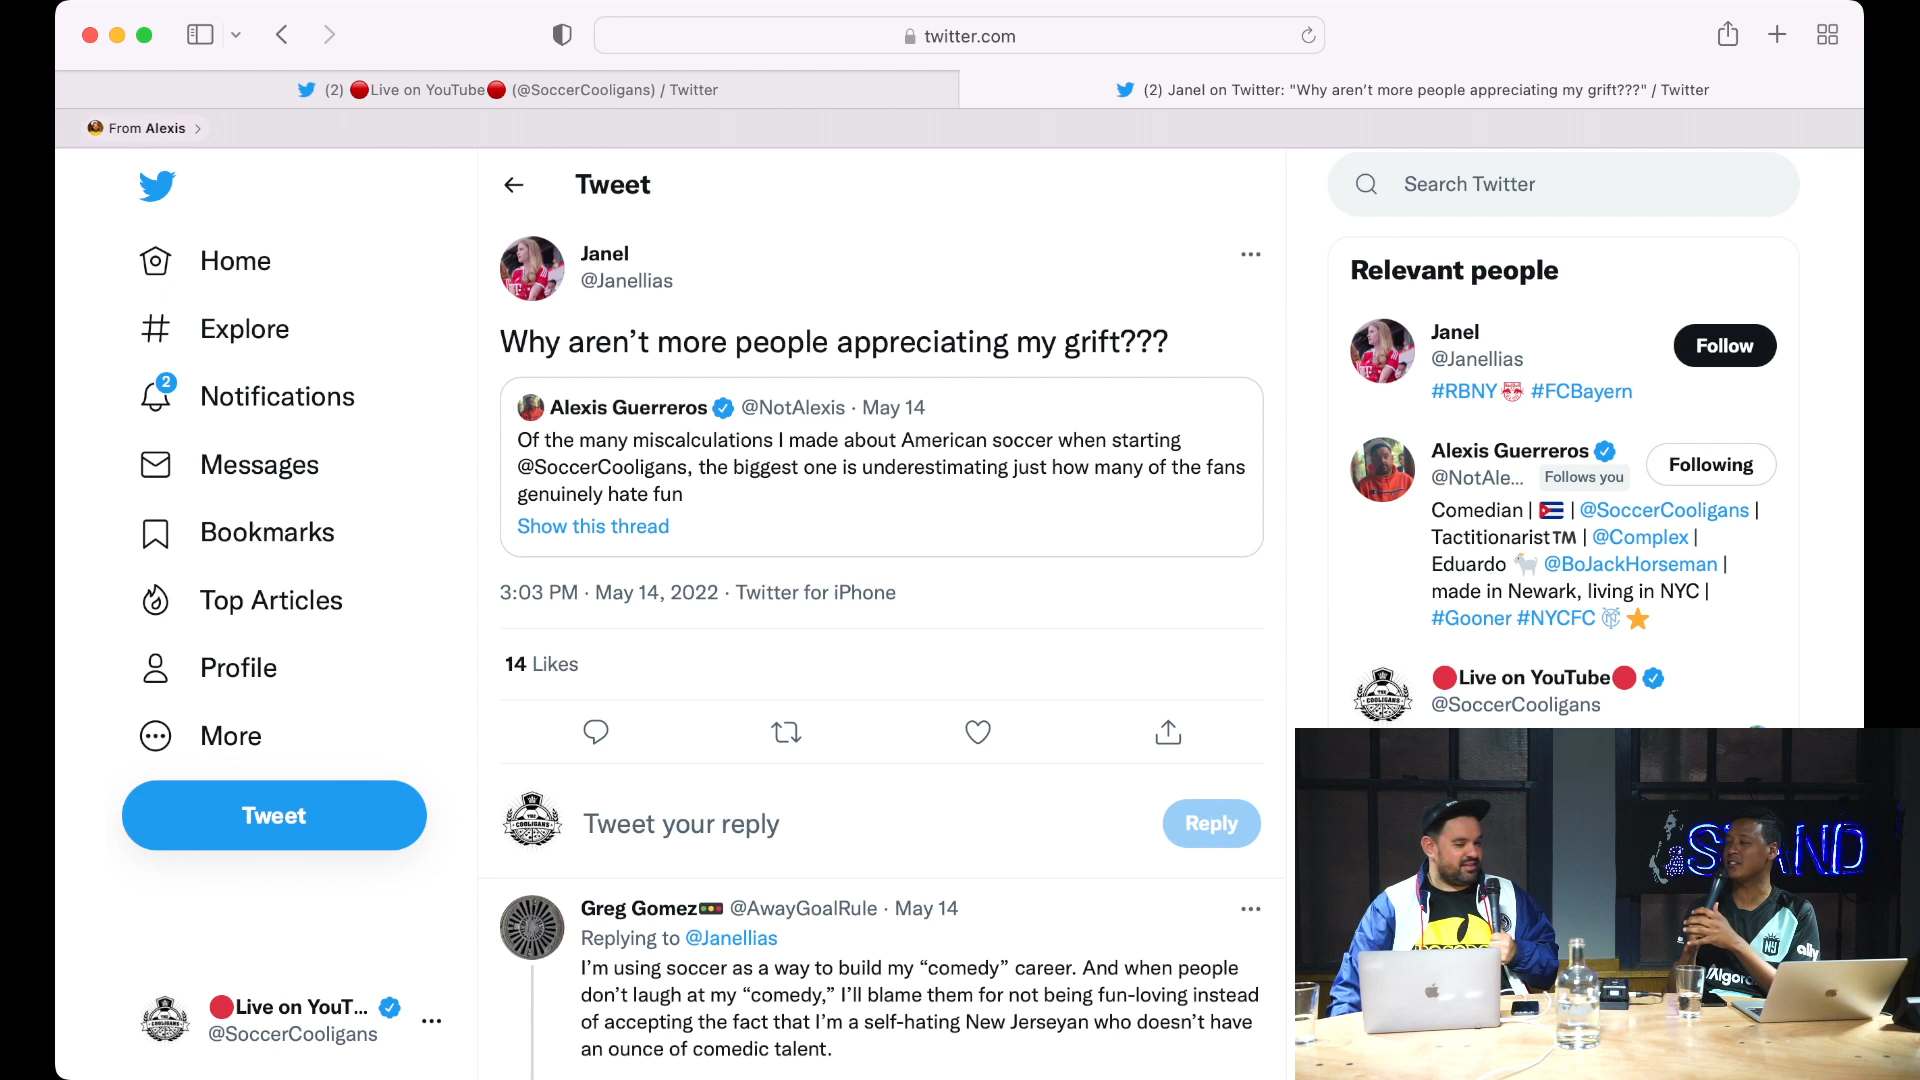 twitter.com
(2) 🔴Live on YouTube🔴 (@SoccerCooligans) / Twitter
(2) Janel on Twitter: "Why aren’t more people appreciating my grift???" / Twitter
From Alexis
Home
Explore
2
Notifications
Messages
Bookmarks
Top Articles
Profile
More
Tweet
🔴Live on YouT...
@SoccerCooligans
Tweet
Janel
@Janellias
Why aren’t more people appreciating my grift???
Alexis Guerreros @NotAlexis · May 14
Of the many miscalculations I made about American soccer when starting
@SoccerCooligans, the biggest one is underestimating just how many of the fans
genuinely hate fun
Show this thread
3:03 PM · May 14, 2022 · Twitter for iPhone
14 Likes
THE
COOLIGANS
Tweet your reply
Reply
Greg Gomez🚥 @AwayGoalRule · May 14
Replying to @Janellias
I’m using soccer as a way to build my “comedy” career. And when people
don’t laugh at my “comedy,” I’ll blame them for not being fun-loving instead
of accepting the fact that I’m a self-hating New Jerseyan who doesn’t have
an ounce of comedic talent.
Search Twitter
Relevant people
Janel
@Janellias
Follow
#RBNY #FCBayern
Alexis Guerreros
@NotAle... Follows you
Following
Comedian | 🇨🇺 | @SoccerCooligans |
Tactitionarist™ | @Complex |
Eduardo 🐐 @BoJackHorseman |
made in Newark, living in NYC |
#Gooner #NYCFC ⭐
🔴Live on YouTube🔴
@SoccerCooligans
THE
COOLIGANS
NY
ally